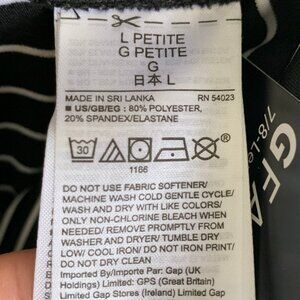 L PETITE
G PETITE
G
日本 L
MADE IN SRI LANKA RN 54023
■ US/GB/EG : 80% POLYESTER,
20% SPANDEX/ELASTANE
30
1186
DO NOT USE FABRIC SOFTENER/
MACHINE WASH COLD GENTLE CYCLE/
WASH AND DRY WITH LIKE COLORS/
ONLY NON-CHLORINE BLEACH WHEN
NEEDED/ REMOVE PROMPTLY FROM
WASHER AND DRYER/ TUMBLE DRY
LOW/ COOL IRON/ DO NOT IRON PRINT/
DO NOT DRY CLEAN
Imported By/Importe Par: Gap (UK
Holdings) Limited: GPS (Great Britain)
Limited Gap Stores (Ireland) Limited Gap
GFA
7/8-Le